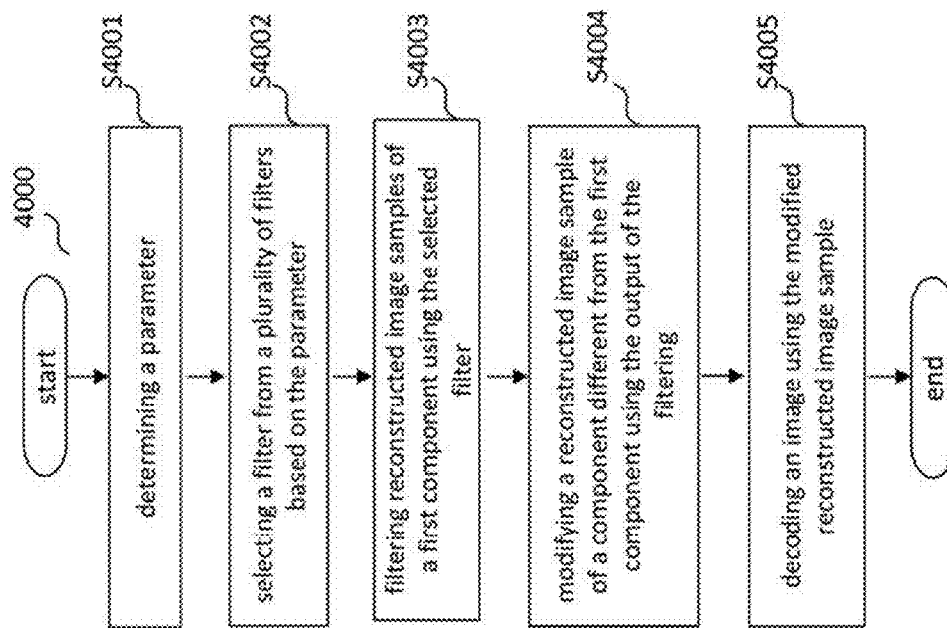 4000
start
S4001
determining a parameter
S4002
selecting a filter from a plurality of filters
based on the parameter
S4003
filtering reconstructed image samples of
a first component using the selected
filter
S4004
modifying a reconstructed image sample
of a component different from the first
component using the output of the
filtering
S4005
decoding an image using the modified
reconstructed image sample
end